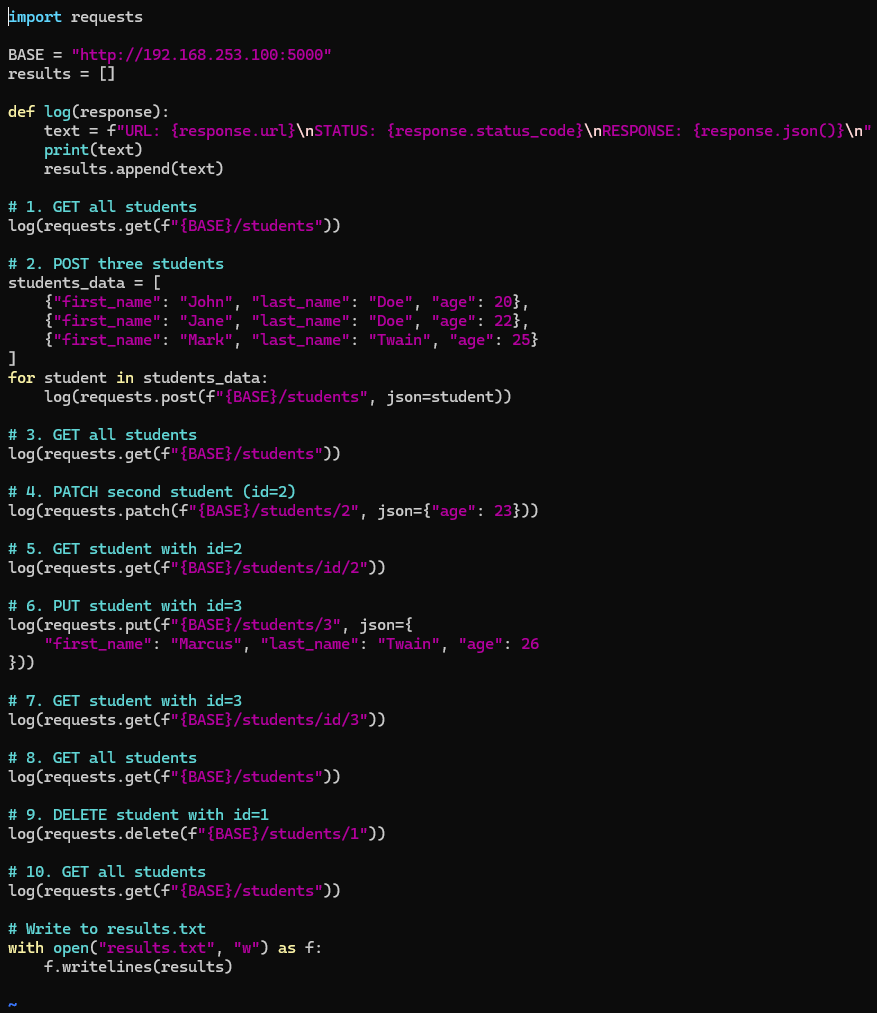 import requests

BASE = "http://192.168.253.100:5000"
results = []

def log(response):
    text = f"URL: {response.url}\nSTATUS: {response.status_code}\nRESPONSE: {response.json()}\n"
    print(text)
    results.append(text)

# 1. GET all students
log(requests.get(f"{BASE}/students"))

# 2. POST three students
students_data = [
    {"first_name": "John", "last_name": "Doe", "age": 20},
    {"first_name": "Jane", "last_name": "Doe", "age": 22},
    {"first_name": "Mark", "last_name": "Twain", "age": 25}
]
for student in students_data:
    log(requests.post(f"{BASE}/students", json=student))

# 3. GET all students
log(requests.get(f"{BASE}/students"))

# 4. PATCH second student (id=2)
log(requests.patch(f"{BASE}/students/2", json={"age": 23}))

# 5. GET student with id=2
log(requests.get(f"{BASE}/students/id/2"))

# 6. PUT student with id=3
log(requests.put(f"{BASE}/students/3", json={
    "first_name": "Marcus", "last_name": "Twain", "age": 26
}))

# 7. GET student with id=3
log(requests.get(f"{BASE}/students/id/3"))

# 8. GET all students
log(requests.get(f"{BASE}/students"))

# 9. DELETE student with id=1
log(requests.delete(f"{BASE}/students/1"))

# 10. GET all students
log(requests.get(f"{BASE}/students"))

# Write to results.txt
with open("results.txt", "w") as f:
    f.writelines(results)

~